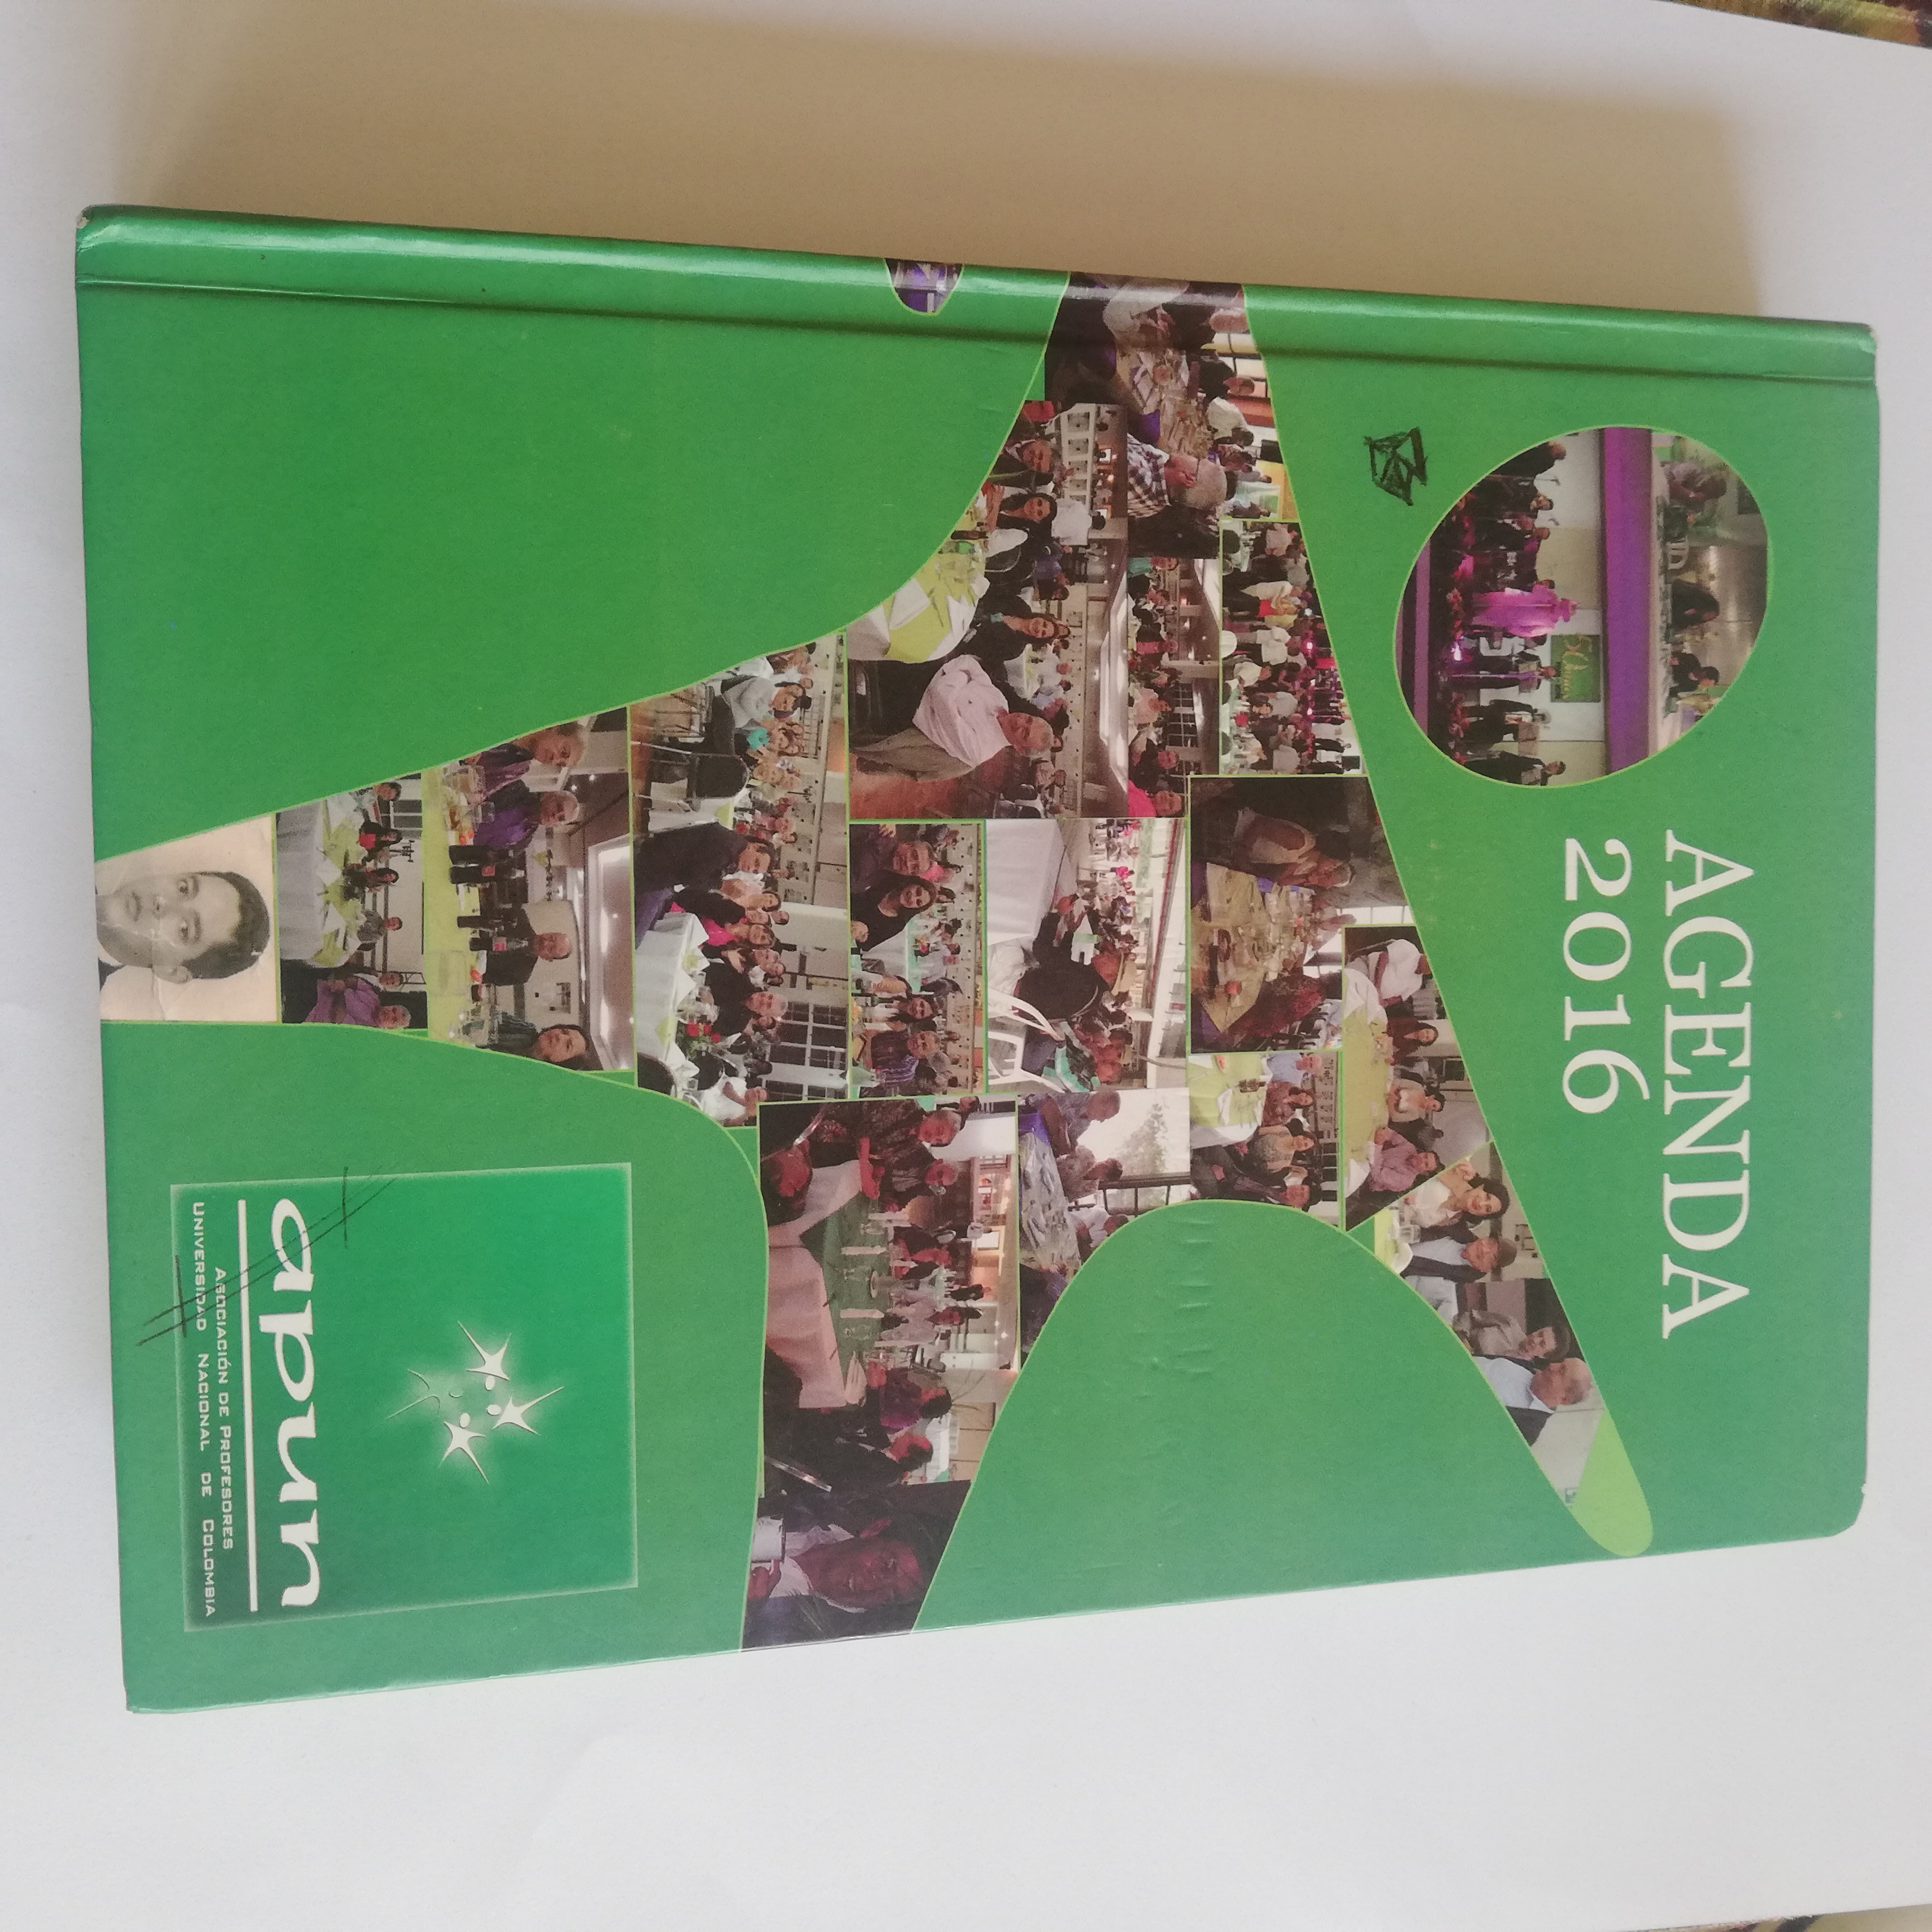 AGENDA
2016
apun
ASOCIACIÓN DE PROFESORES
UNIVERSIDAD NACIONAL DE COLOMBIA